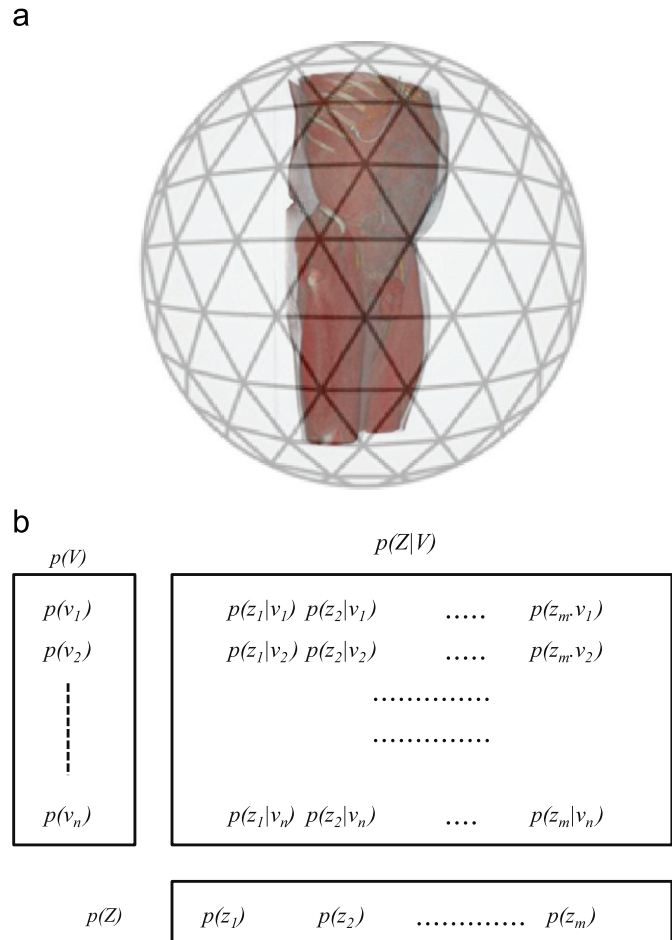 a
b
p(V)
p(Z|V)
p(v₁) p(z₁|v₁) p(z₂|v₁) ..... p(zₘ.v₁)
p(v₂) p(z₁|v₂) p(z₂|v₂) ..... p(zₘ.v₂)
..............
..............
p(vₙ) p(z₁|vₙ) p(z₂|vₙ) .... p(zₘ|vₙ)
p(Z) p(z₁) p(z₂) ............. p(zₘ)